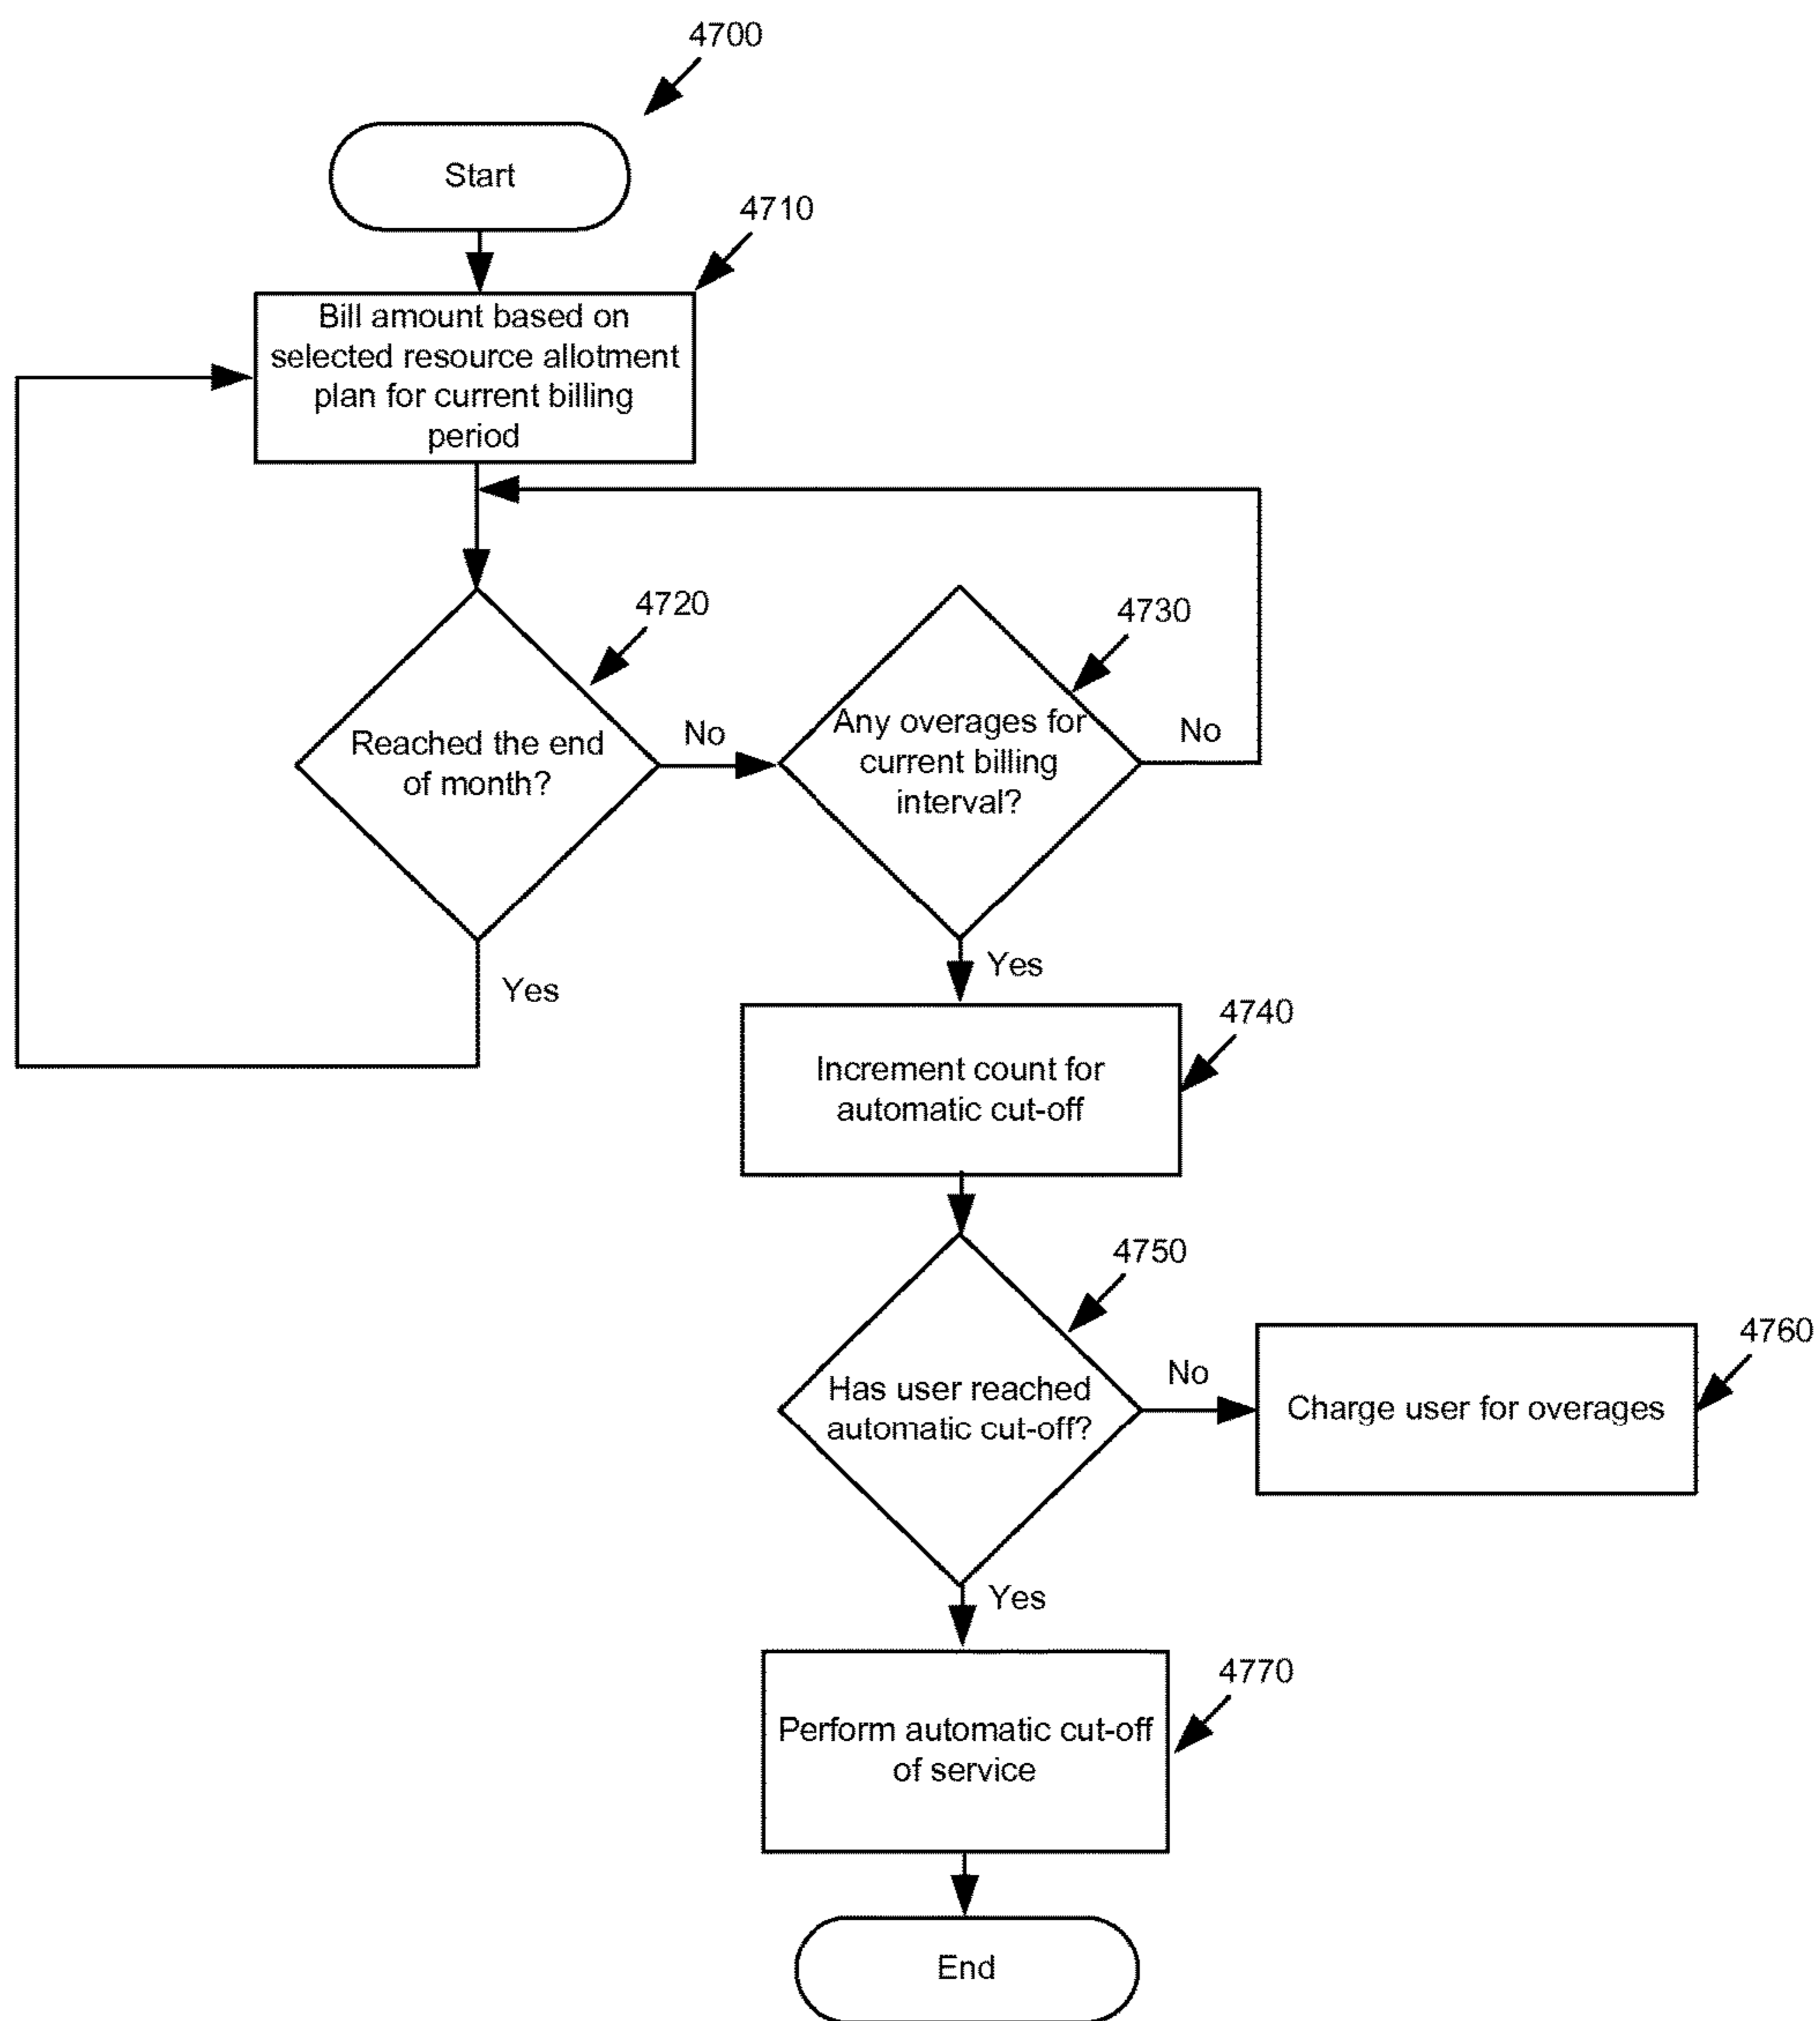 4700
Start
4710
Bill amount based on
selected resource allotment
plan for current billing
period
4720
Reached the end
of month?
No
Yes
4730
Any overages for
current billing
interval?
No
Yes
4740
Increment count for
automatic cut-off
4750
Has user reached
automatic cut-off?
No
4760
Charge user for overages
Yes
4770
Perform automatic cut-off
of service
End